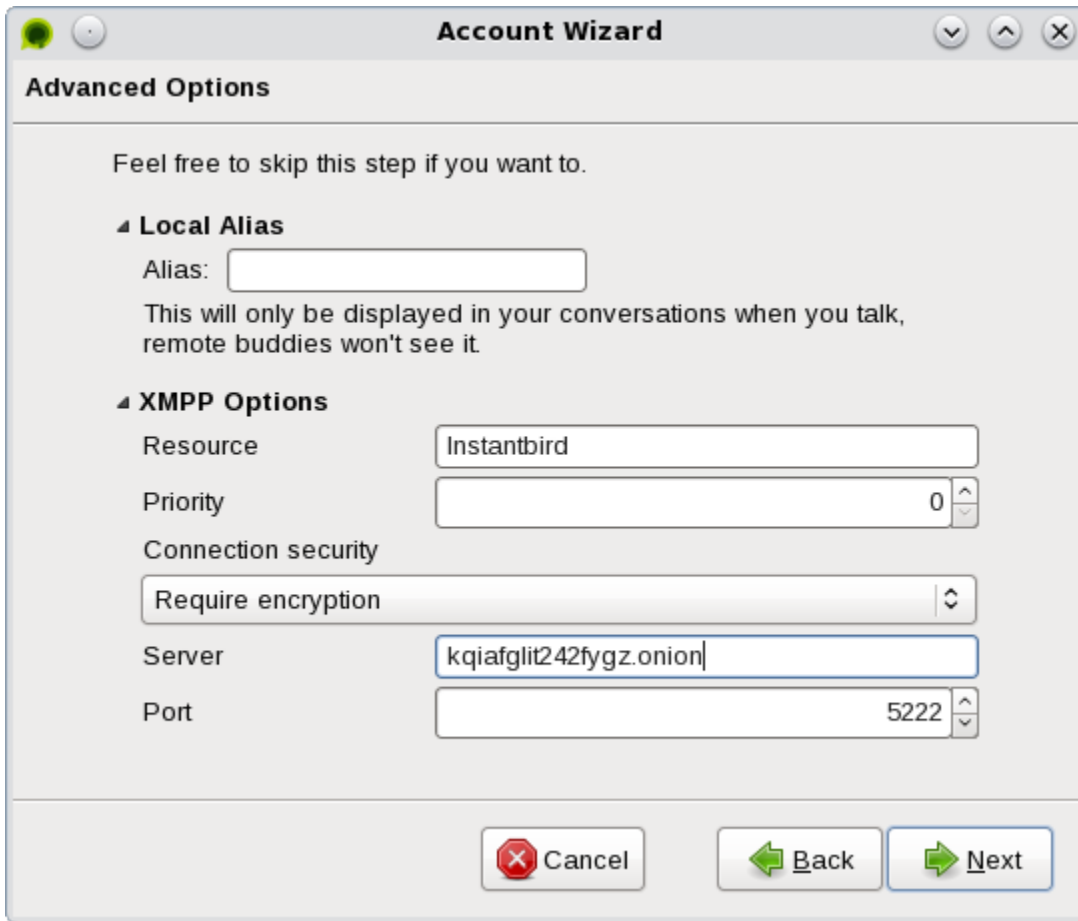 Account Wizard
Advanced Options
Feel free to skip this step if you want to.
Local Alias
Alias:
This will only be displayed in your conversations when you talk,
remote buddies won't see it.
XMPP Options
Resource Instantbird
Priority 0
Connection security
Require encryption
Server kqiafglit242fygz.onion
Port 5222
Cancel Back Next